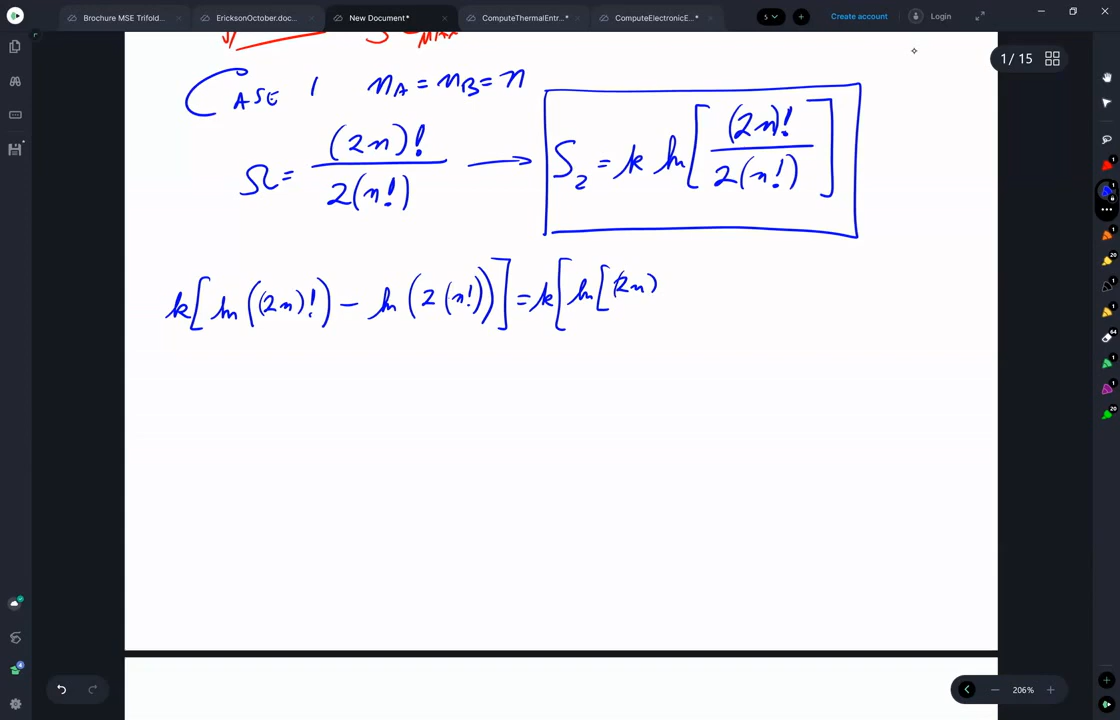 Brochure MSE Trifold... EricksonOctober.doc... New Document* ComputeThermalEntr...* ComputeElectronicE...* Create account Login
S MAX
1 / 15
CASE 1 nA = nB = n
Ω = (2n)! / 2(n!) → S2 = k ln[(2n)! / 2(n!)]
k[ln((2n)!) − ln(2(n!))] = k[ln[(2n)
206%